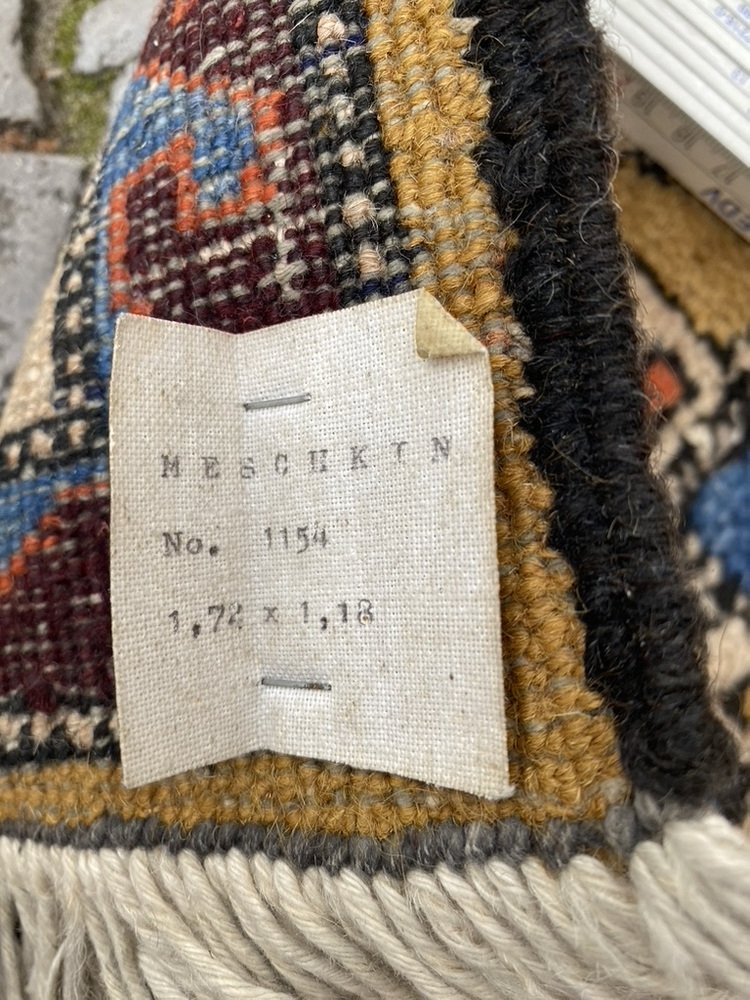 MESCHKIN
No. 1154
1,72 x 1,18